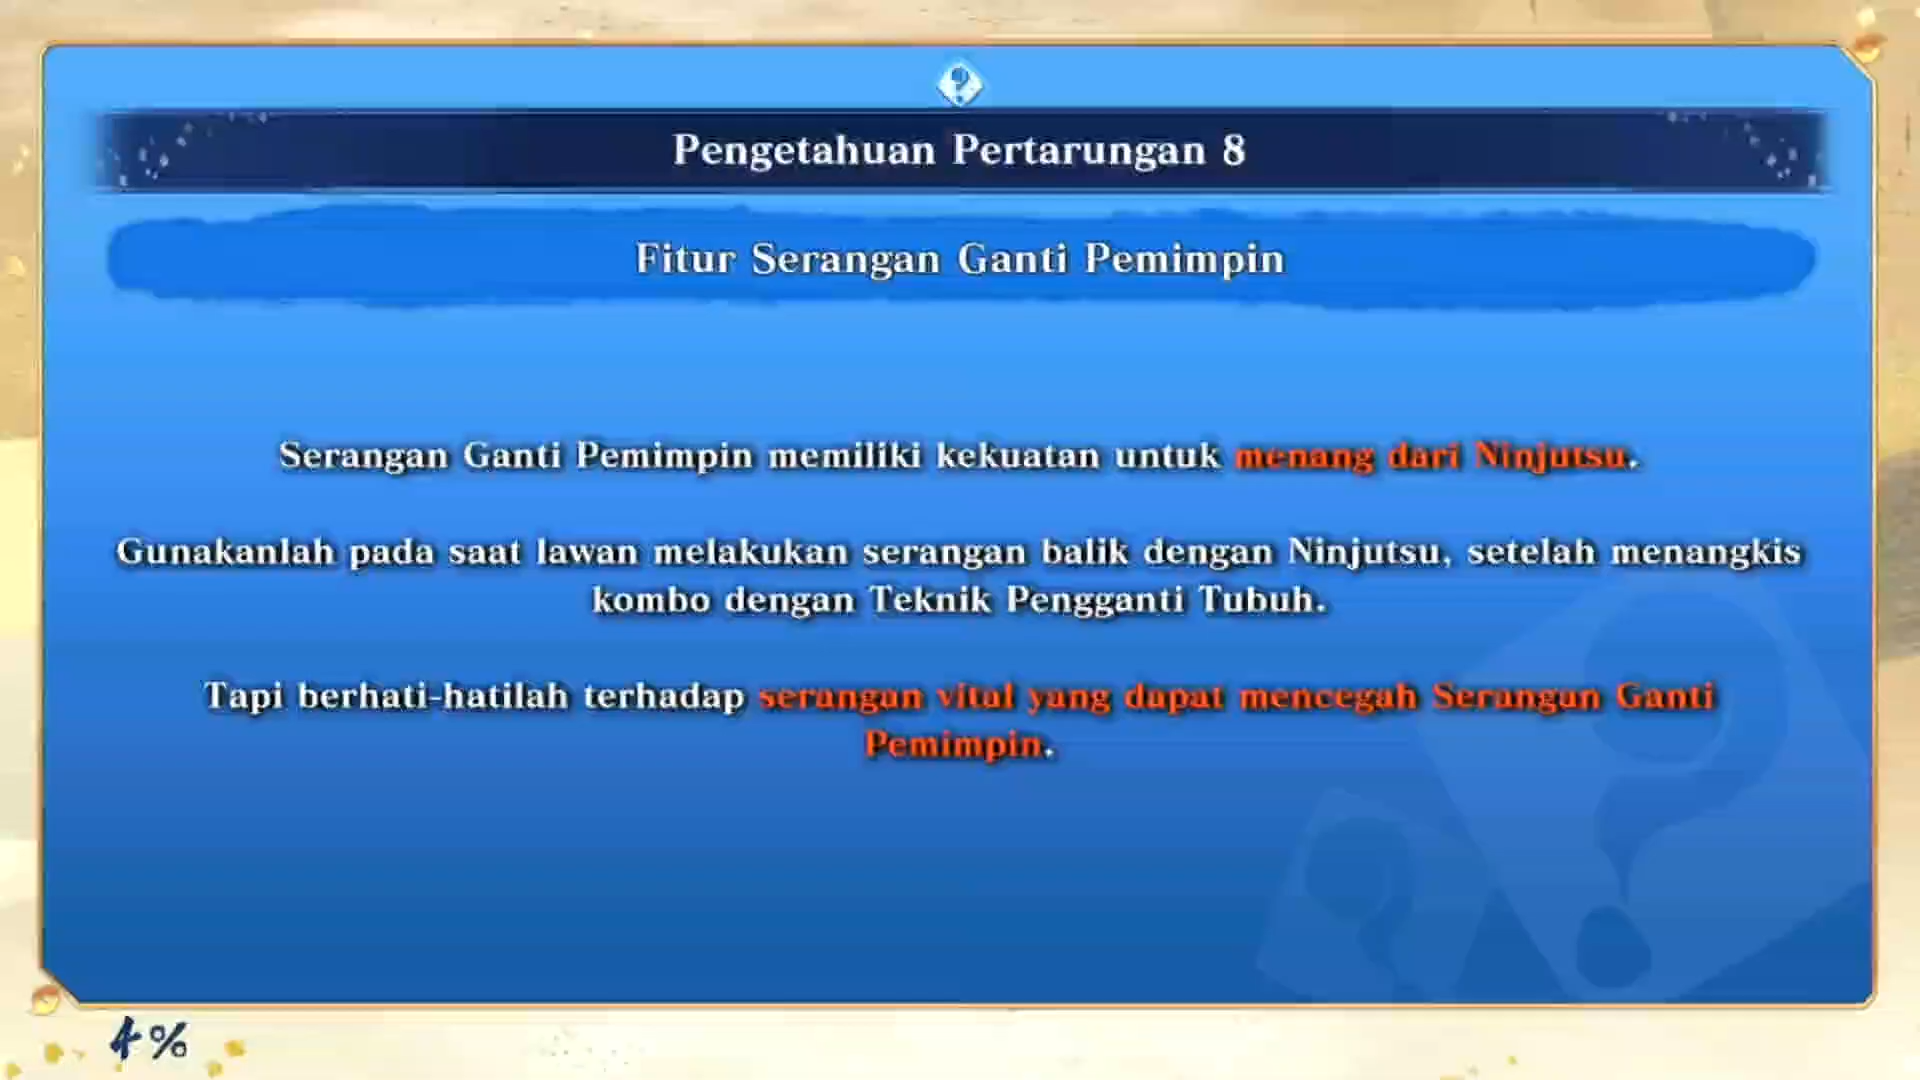 Pengetahuan Pertarungan 8
Fitur Serangan Ganti Pemimpin
Serangan Ganti Pemimpin memiliki kekuatan untuk menang dari Ninjutsu.
Gunakanlah pada saat lawan melakukan serangan balik dengan Ninjutsu, setelah menangkis
kombo dengan Teknik Pengganti Tubuh.
Tapi berhati-hatilah terhadap serangan vital yang dapat mencegah Serangan Ganti
Pemimpin.
4%